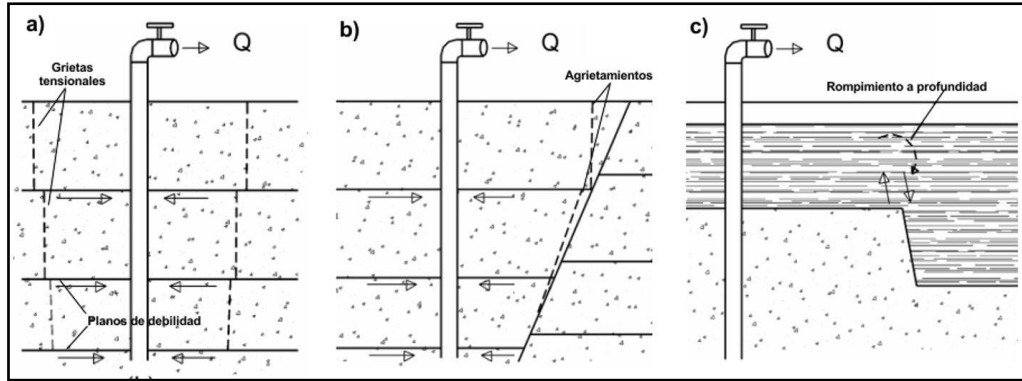 a)
Q
Grietas
tensionales
Planos de debilidad
b)
Q
Agrietamientos
c)
Q
Rompimiento a profundidad